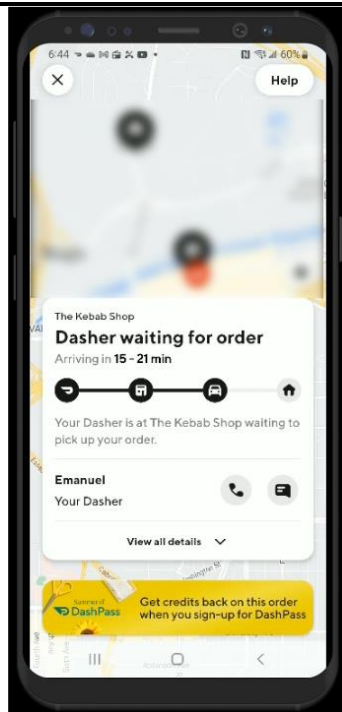 6:44
60%
Help
The Kebab Shop
Dasher waiting for order
Arriving in 15 - 21 min
Your Dasher is at The Kebab Shop waiting to
pick up your order.
Emanuel
Your Dasher
View all details
Summer of
DashPass
Get credits back on this order
when you sign-up for DashPass